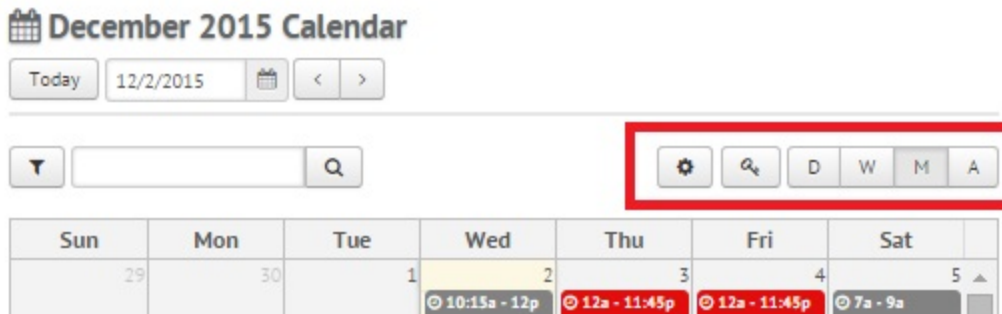 December 2015 Calendar
Today 12/2/2015 < >
D W M A
Sun Mon Tue Wed Thu Fri Sat
29 30 1 2 3 4 5
10:15a - 12p 12a - 11:45p 12a - 11:45p 7a - 9a